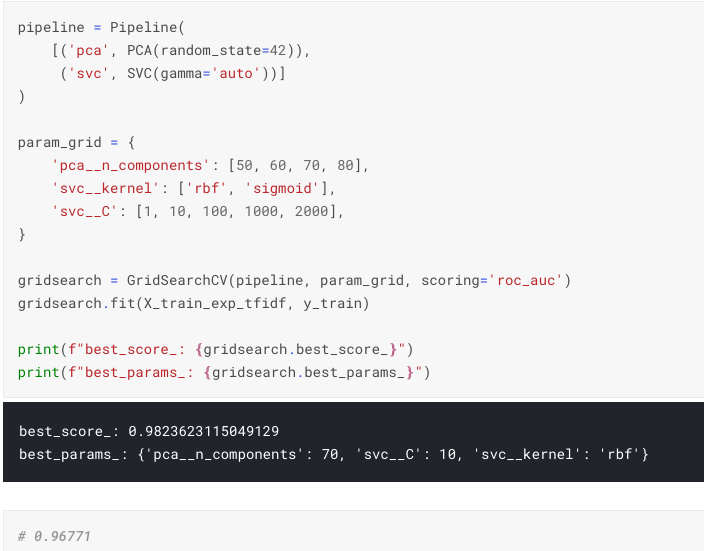 pipeline = Pipeline(
    [('pca', PCA(random_state=42)),
     ('svc', SVC(gamma='auto'))]
)
param_grid = {
    'pca__n_components': [50, 60, 70, 80],
    'svc__kernel': ['rbf', 'sigmoid'],
    'svc__C': [1, 10, 100, 1000, 2000],
}
gridsearch = GridSearchCV(pipeline, param_grid, scoring='roc_auc')
gridsearch.fit(X_train_exp_tfidf, y_train)
print(f"best_score_: {gridsearch.best_score_}")
print(f"best_params_: {gridsearch.best_params_}")
best_score_: 0.9823623115049129
best_params_: {'pca__n_components': 70, 'svc__C': 10, 'svc__kernel': 'rbf'}
# 0.96771